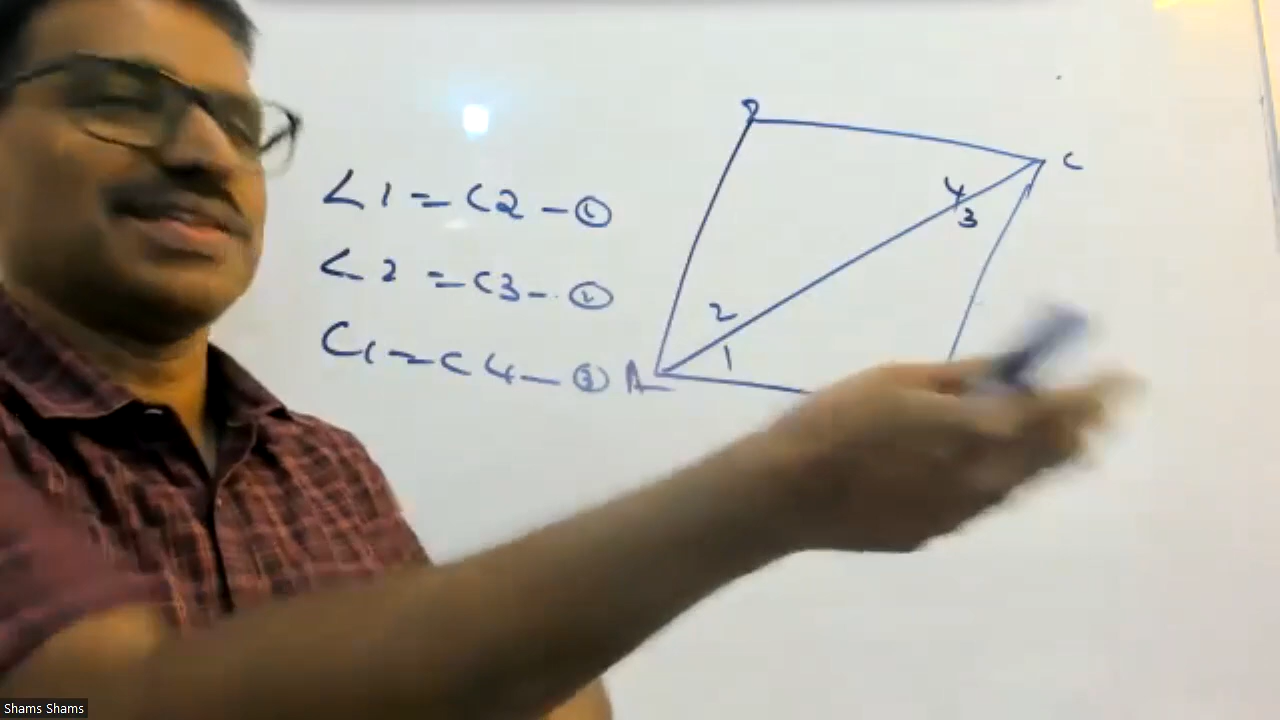 ∠1 = ∠2 - ①
∠2 = ∠3 - ②
∠1 = ∠4 - ③
D
C
4
3
2
1
A
Shams Shams